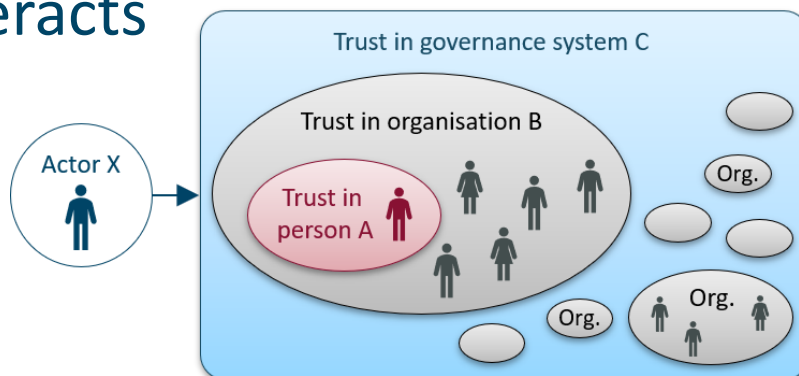 eracts
Trust in governance system C
Trust in organisation B
Actor X
Trust in
person A
Org.
Org.
Org.